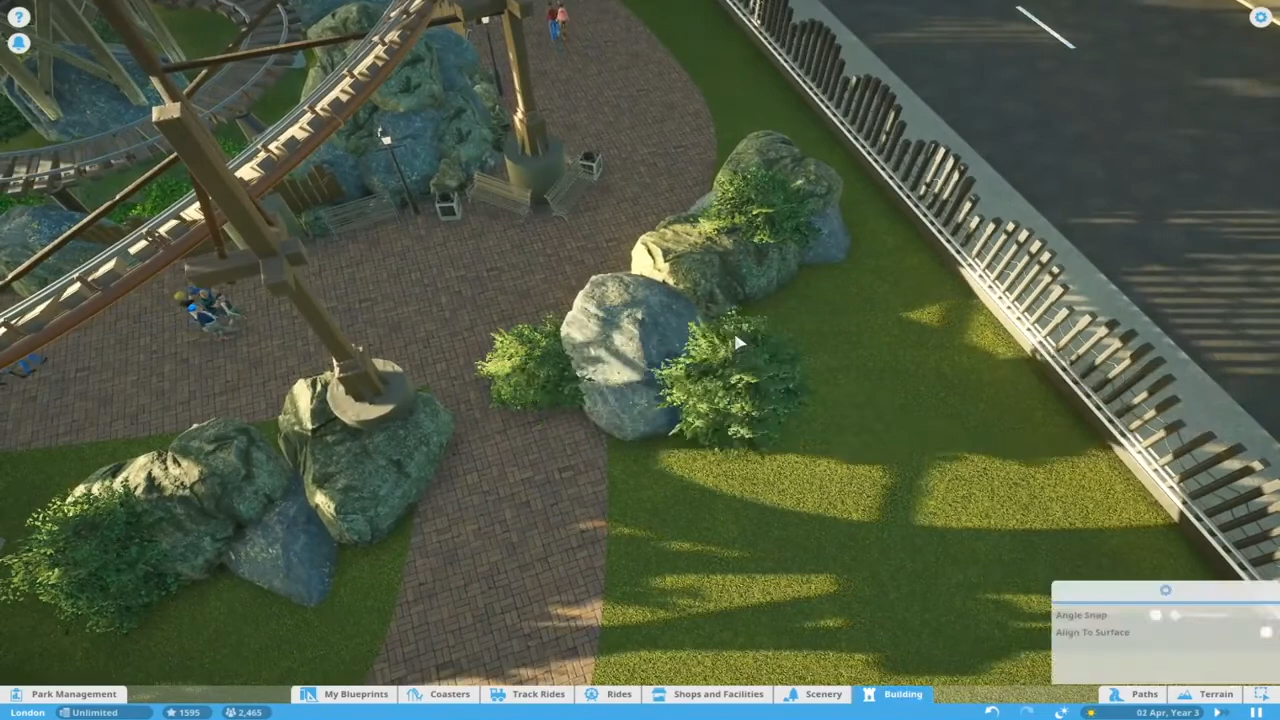 ?
Angle Snap
Align To Surface
Park Management
My Blueprints
Coasters
Track Rides
Rides
Shops and Facilities
Scenery
Building
Paths
Terrain
London
Unlimited
1595
2,465
02 Apr, Year 3